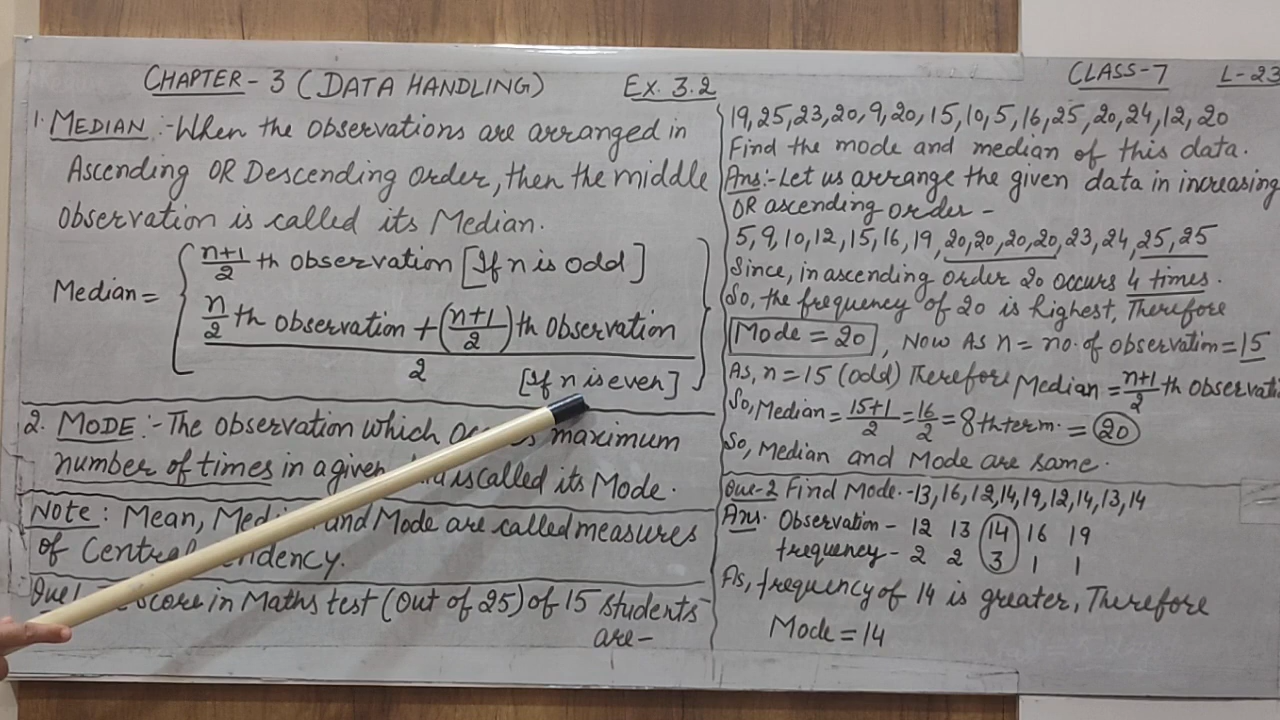 CHAPTER-3 (DATA HANDLING) EX. 3.2
1. MEDIAN:-When the observations are arranged in
Ascending OR Descending order, then the middle
observation is called its Median.
Median = { n+1/2 th observation [If n is odd]
n/2 th observation + (n+1/2) th observation
2
[If n is even] }
2. MODE:-The observation which maximum
number of times in a given is called its Mode.
Note: Mean, and Mode are called measures
of
Score in Maths test (Out of 25) of 15 students
are-
CLASS-7 L-23
19,25,23,20,9,20,15,10,5,16,25,20,24,12,20
Find the mode and median of this data.
Ans:-Let us arrange the given data in increasing
OR ascending order-
5,9,10,12,15,16,19,20,20,20,20,23,24,25,25
Since, in ascending order 20 occurs 4 times.
So, the frequency of 20 is highest, Therefore
Mode = 20, Now As n = no. of observation = 15
As, n = 15 (odd) Therefore Median = n+1/2 th
So, Median = 15+1/2 = 16/2 = 8th term. = 20
So, Median and Mode are same.
Que-2 Find Mode.-13,16,12,14,19,12,14,13,14
Ans. Observation - 12 13 14 16 19
frequency - 2 2 3 1 1
As, frequency of 14 is greater, Therefore
Mode = 14